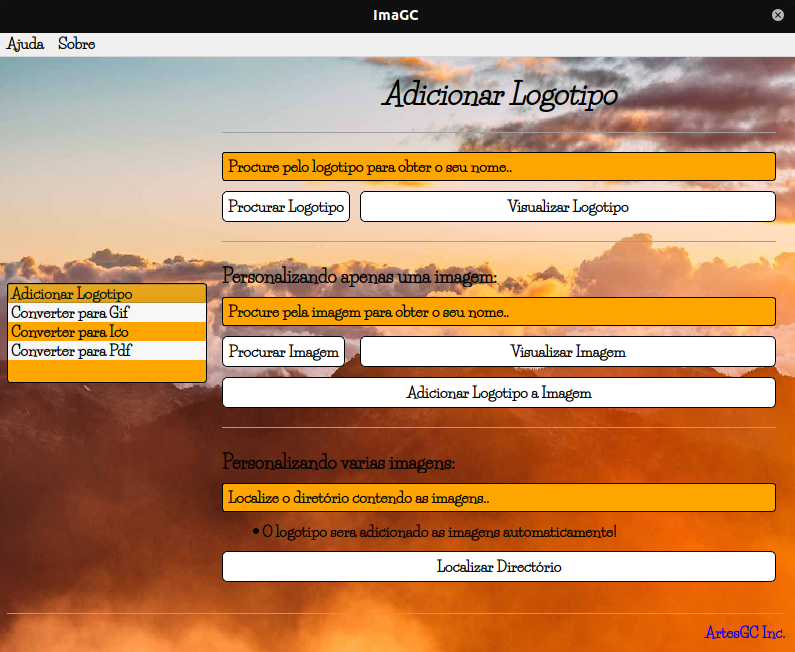 ImaGC
Ajuda Sobre
Adicionar Logotipo
Procure pelo logotipo para obter o seu nome..
Procurar Logotipo Visualizar Logotipo
Personalizando apenas uma imagem:
Adicionar Logotipo
Converter para Gif
Converter para Ico
Converter para Pdf
Procure pela imagem para obter o seu nome..
Procurar Imagem Visualizar Imagem
Adicionar Logotipo a Imagem
Personalizando varias imagens:
Localize o diretório contendo as imagens..
• O logotipo sera adicionado as imagens automaticamente!
Localizar Directório
ArtesGC Inc.